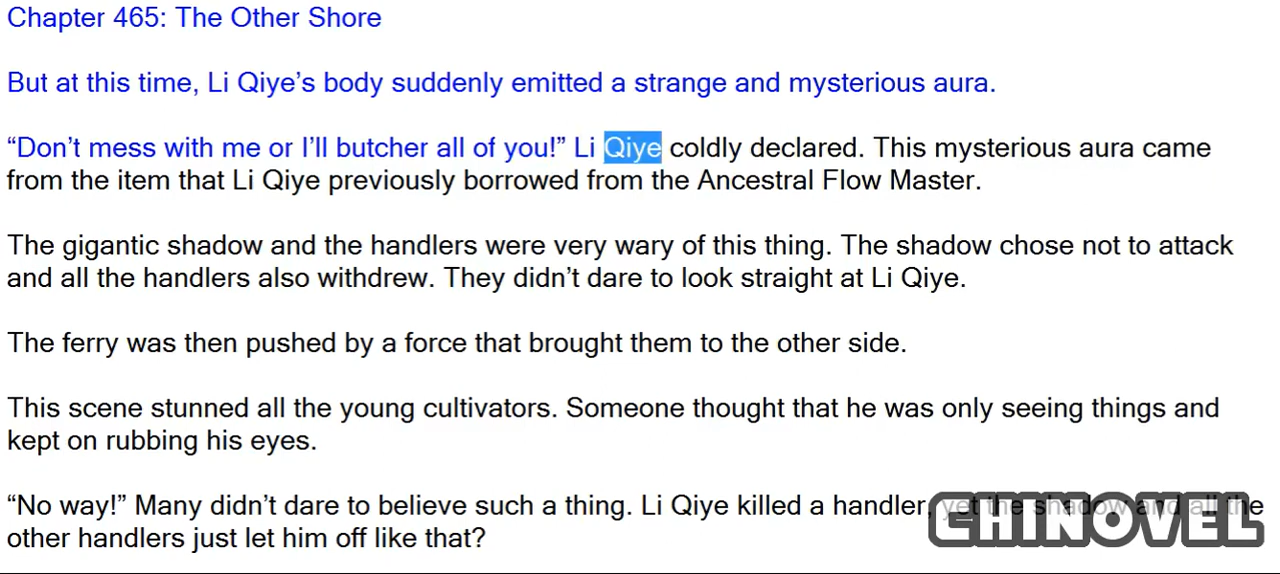 Chapter 465: The Other Shore
But at this time, Li Qiye’s body suddenly emitted a strange and mysterious aura.
“Don’t mess with me or I’ll butcher all of you!” Li Qiye coldly declared. This mysterious aura came
from the item that Li Qiye previously borrowed from the Ancestral Flow Master.
The gigantic shadow and the handlers were very wary of this thing. The shadow chose not to attack
and all the handlers also withdrew. They didn’t dare to look straight at Li Qiye.
The ferry was then pushed by a force that brought them to the other side.
This scene stunned all the young cultivators. Someone thought that he was only seeing things and
kept on rubbing his eyes.
“No way!” Many didn’t dare to believe such a thing. Li Qiye killed a handler, yet the shadow and all the
other handlers just let him off like that?
CHINOVEL